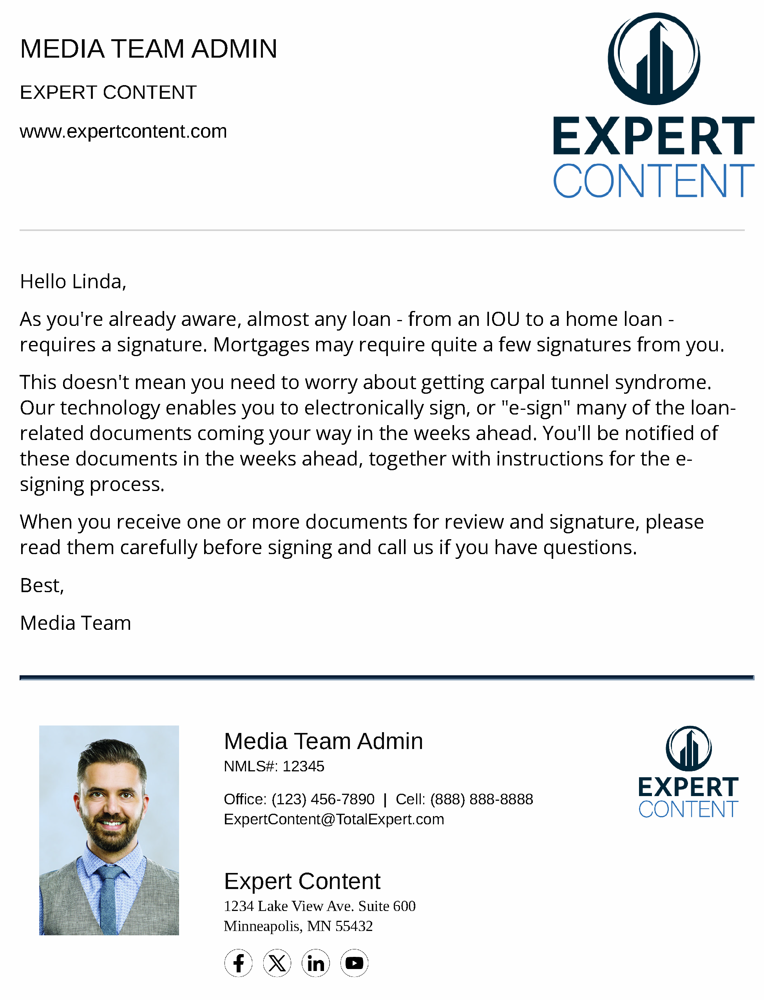 MEDIA TEAM ADMIN
EXPERT CONTENT
www.expertcontent.com
EXPERT
CONTENT
Hello Linda,
As you're already aware, almost any loan - from an IOU to a home loan -
requires a signature. Mortgages may require quite a few signatures from you.
This doesn't mean you need to worry about getting carpal tunnel syndrome.
Our technology enables you to electronically sign, or "e-sign" many of the loan-
related documents coming your way in the weeks ahead. You'll be notified of
these documents in the weeks ahead, together with instructions for the e-
signing process.
When you receive one or more documents for review and signature, please
read them carefully before signing and call us if you have questions.
Best,
Media Team
Media Team Admin
NMLS#: 12345
Office: (123) 456-7890 | Cell: (888) 888-8888
ExpertContent@TotalExpert.com
EXPERT
CONTENT
Expert Content
1234 Lake View Ave. Suite 600
Minneapolis, MN 55432